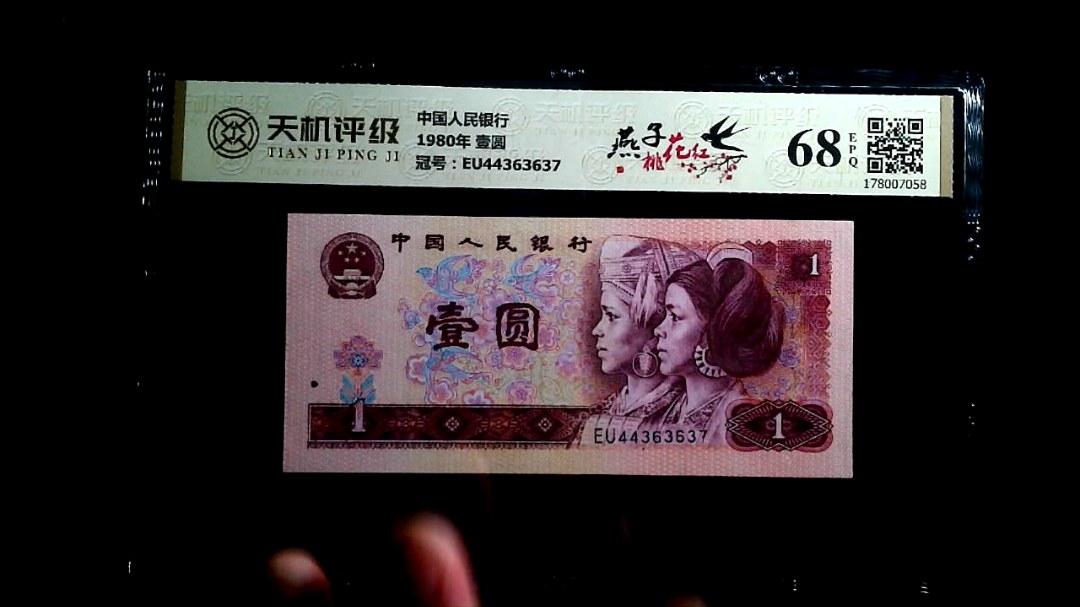 天机评级
TIAN JI PING JI
中国人民银行
1980年 壹圆
冠号：EU44363637
燕子
桃花红
68
EPQ
178007058
中国人民银行
1
壹圆
1
EU44363637
1